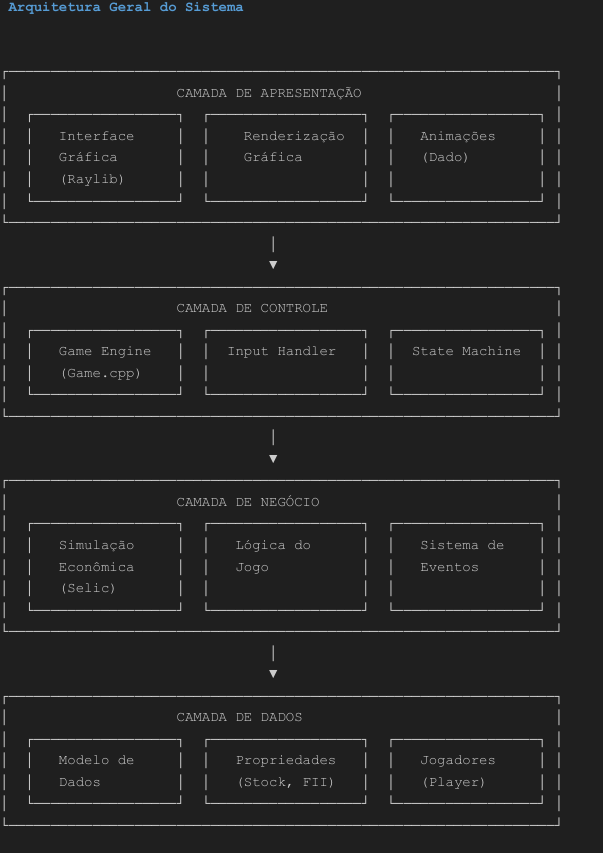 Arquitetura Geral do Sistema
CAMADA DE APRESENTAÇÃO
Interface Renderização Animações
Gráfica Gráfica (Dado)
(Raylib)
CAMADA DE CONTROLE
Game Engine Input Handler State Machine
(Game.cpp)
CAMADA DE NEGÓCIO
Simulação Lógica do Sistema de
Econômica Jogo Eventos
(Selic)
CAMADA DE DADOS
Modelo de Propriedades Jogadores
Dados (Stock, FII) (Player)